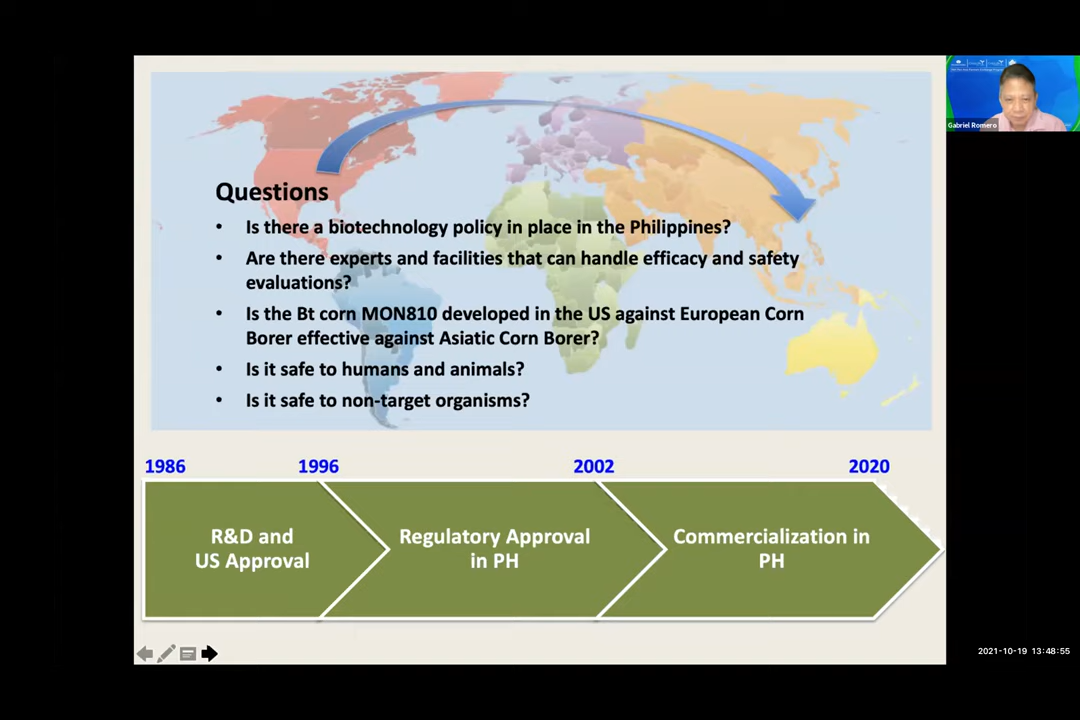 Questions
• Is there a biotechnology policy in place in the Philippines?
• Are there experts and facilities that can handle efficacy and safety
evaluations?
• Is the Bt corn MON810 developed in the US against European Corn
Borer effective against Asiatic Corn Borer?
• Is it safe to humans and animals?
• Is it safe to non-target organisms?
1986 1996 2002 2020
R&D and
US Approval
Regulatory Approval
in PH
Commercialization in
PH
Gabriel Romero
2021-10-19 13:48:55